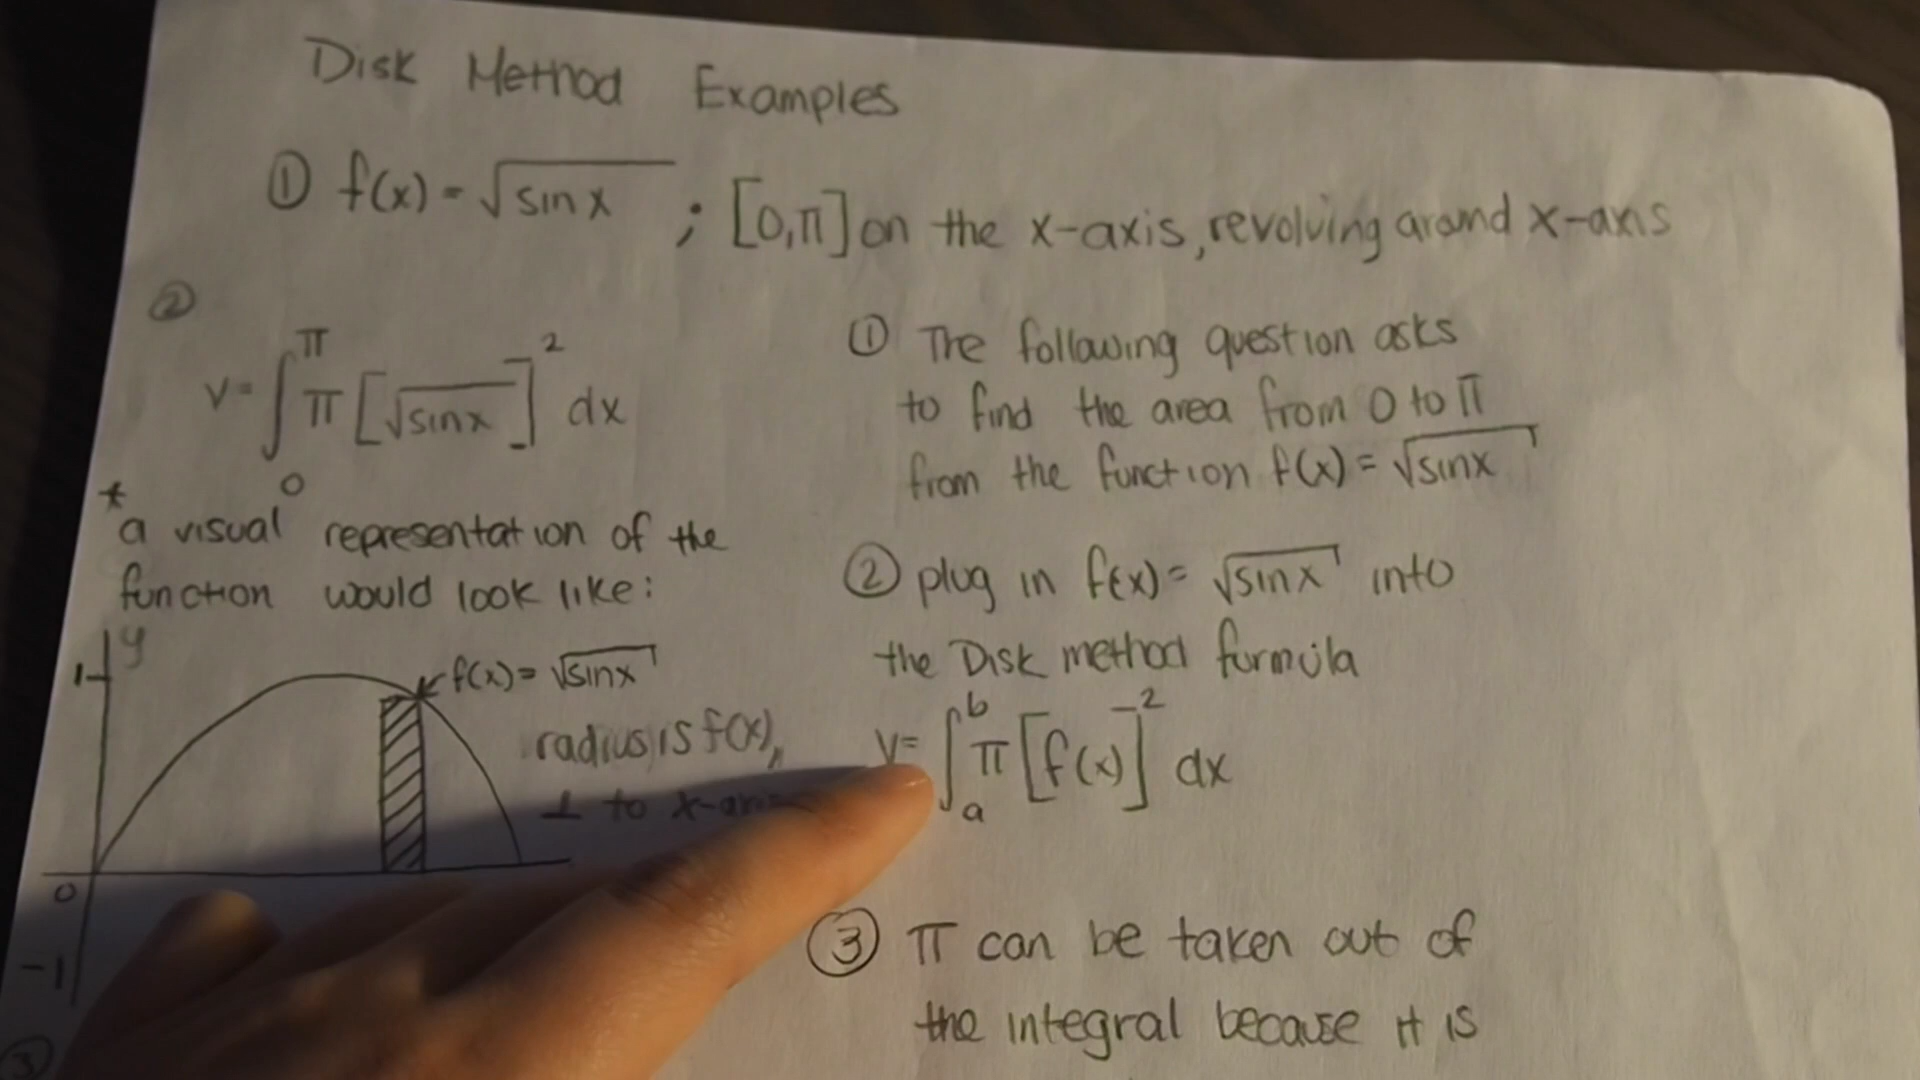 Disk Method Examples
① f(x) = √sinx ; [0,π] on the x-axis, revolving around x-axis
②
V = ∫₀^π π [√sinx]² dx
* a visual representation of the
function would look like:
y
1
f(x) = √sinx
radius is f(x),
⊥ to x-axis
0
-1
① The following question asks
to find the area from 0 to π
from the function f(x) = √sinx
② plug in f(x) = √sinx into
the Disk method formula
V = ∫ₐᵇ π [f(x)]² dx
③ π can be taken out of
the integral because it is
③